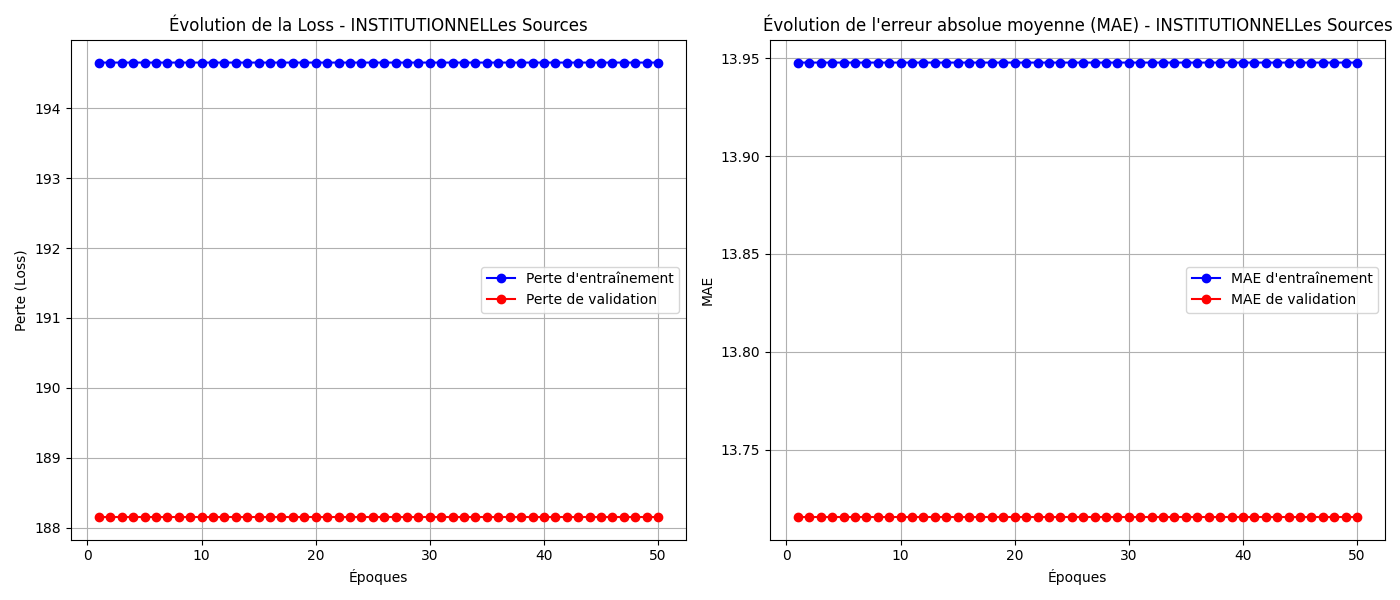 Évolution de la Loss - INSTITUTIONNELLes Sources
194
193
192
191
190
189
188
Perte (Loss)
Perte d'entraînement
Perte de validation
0 10 20 30 40 50
Époques
Évolution de l'erreur absolue moyenne (MAE) - INSTITUTIONNELLes Sources
13.95
13.90
13.85
13.80
13.75
MAE
MAE d'entraînement
MAE de validation
0 10 20 30 40 50
Époques